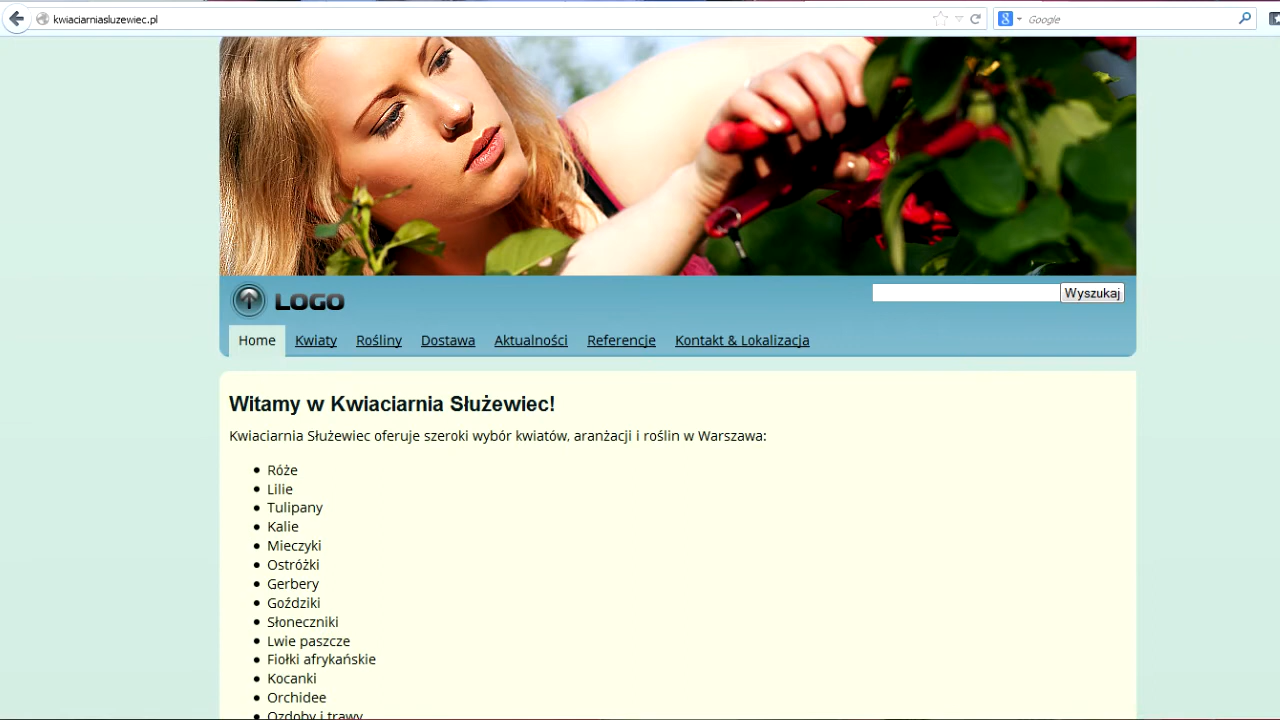 kwiaciarniasluzewiec.pl
Google
LOGO
Wyszukaj
Home Kwiaty Rośliny Dostawa Aktualności Referencje Kontakt & Lokalizacja
Witamy w Kwiaciarnia Służewiec!
Kwiaciarnia Służewiec oferuje szeroki wybór kwiatów, aranżacji i roślin w Warszawa:
Róże
Lilie
Tulipany
Kalie
Mieczyki
Ostróżki
Gerbery
Goździki
Słoneczniki
Lwie paszcze
Fiołki afrykańskie
Kocanki
Orchidee
Ozdoby i trawy